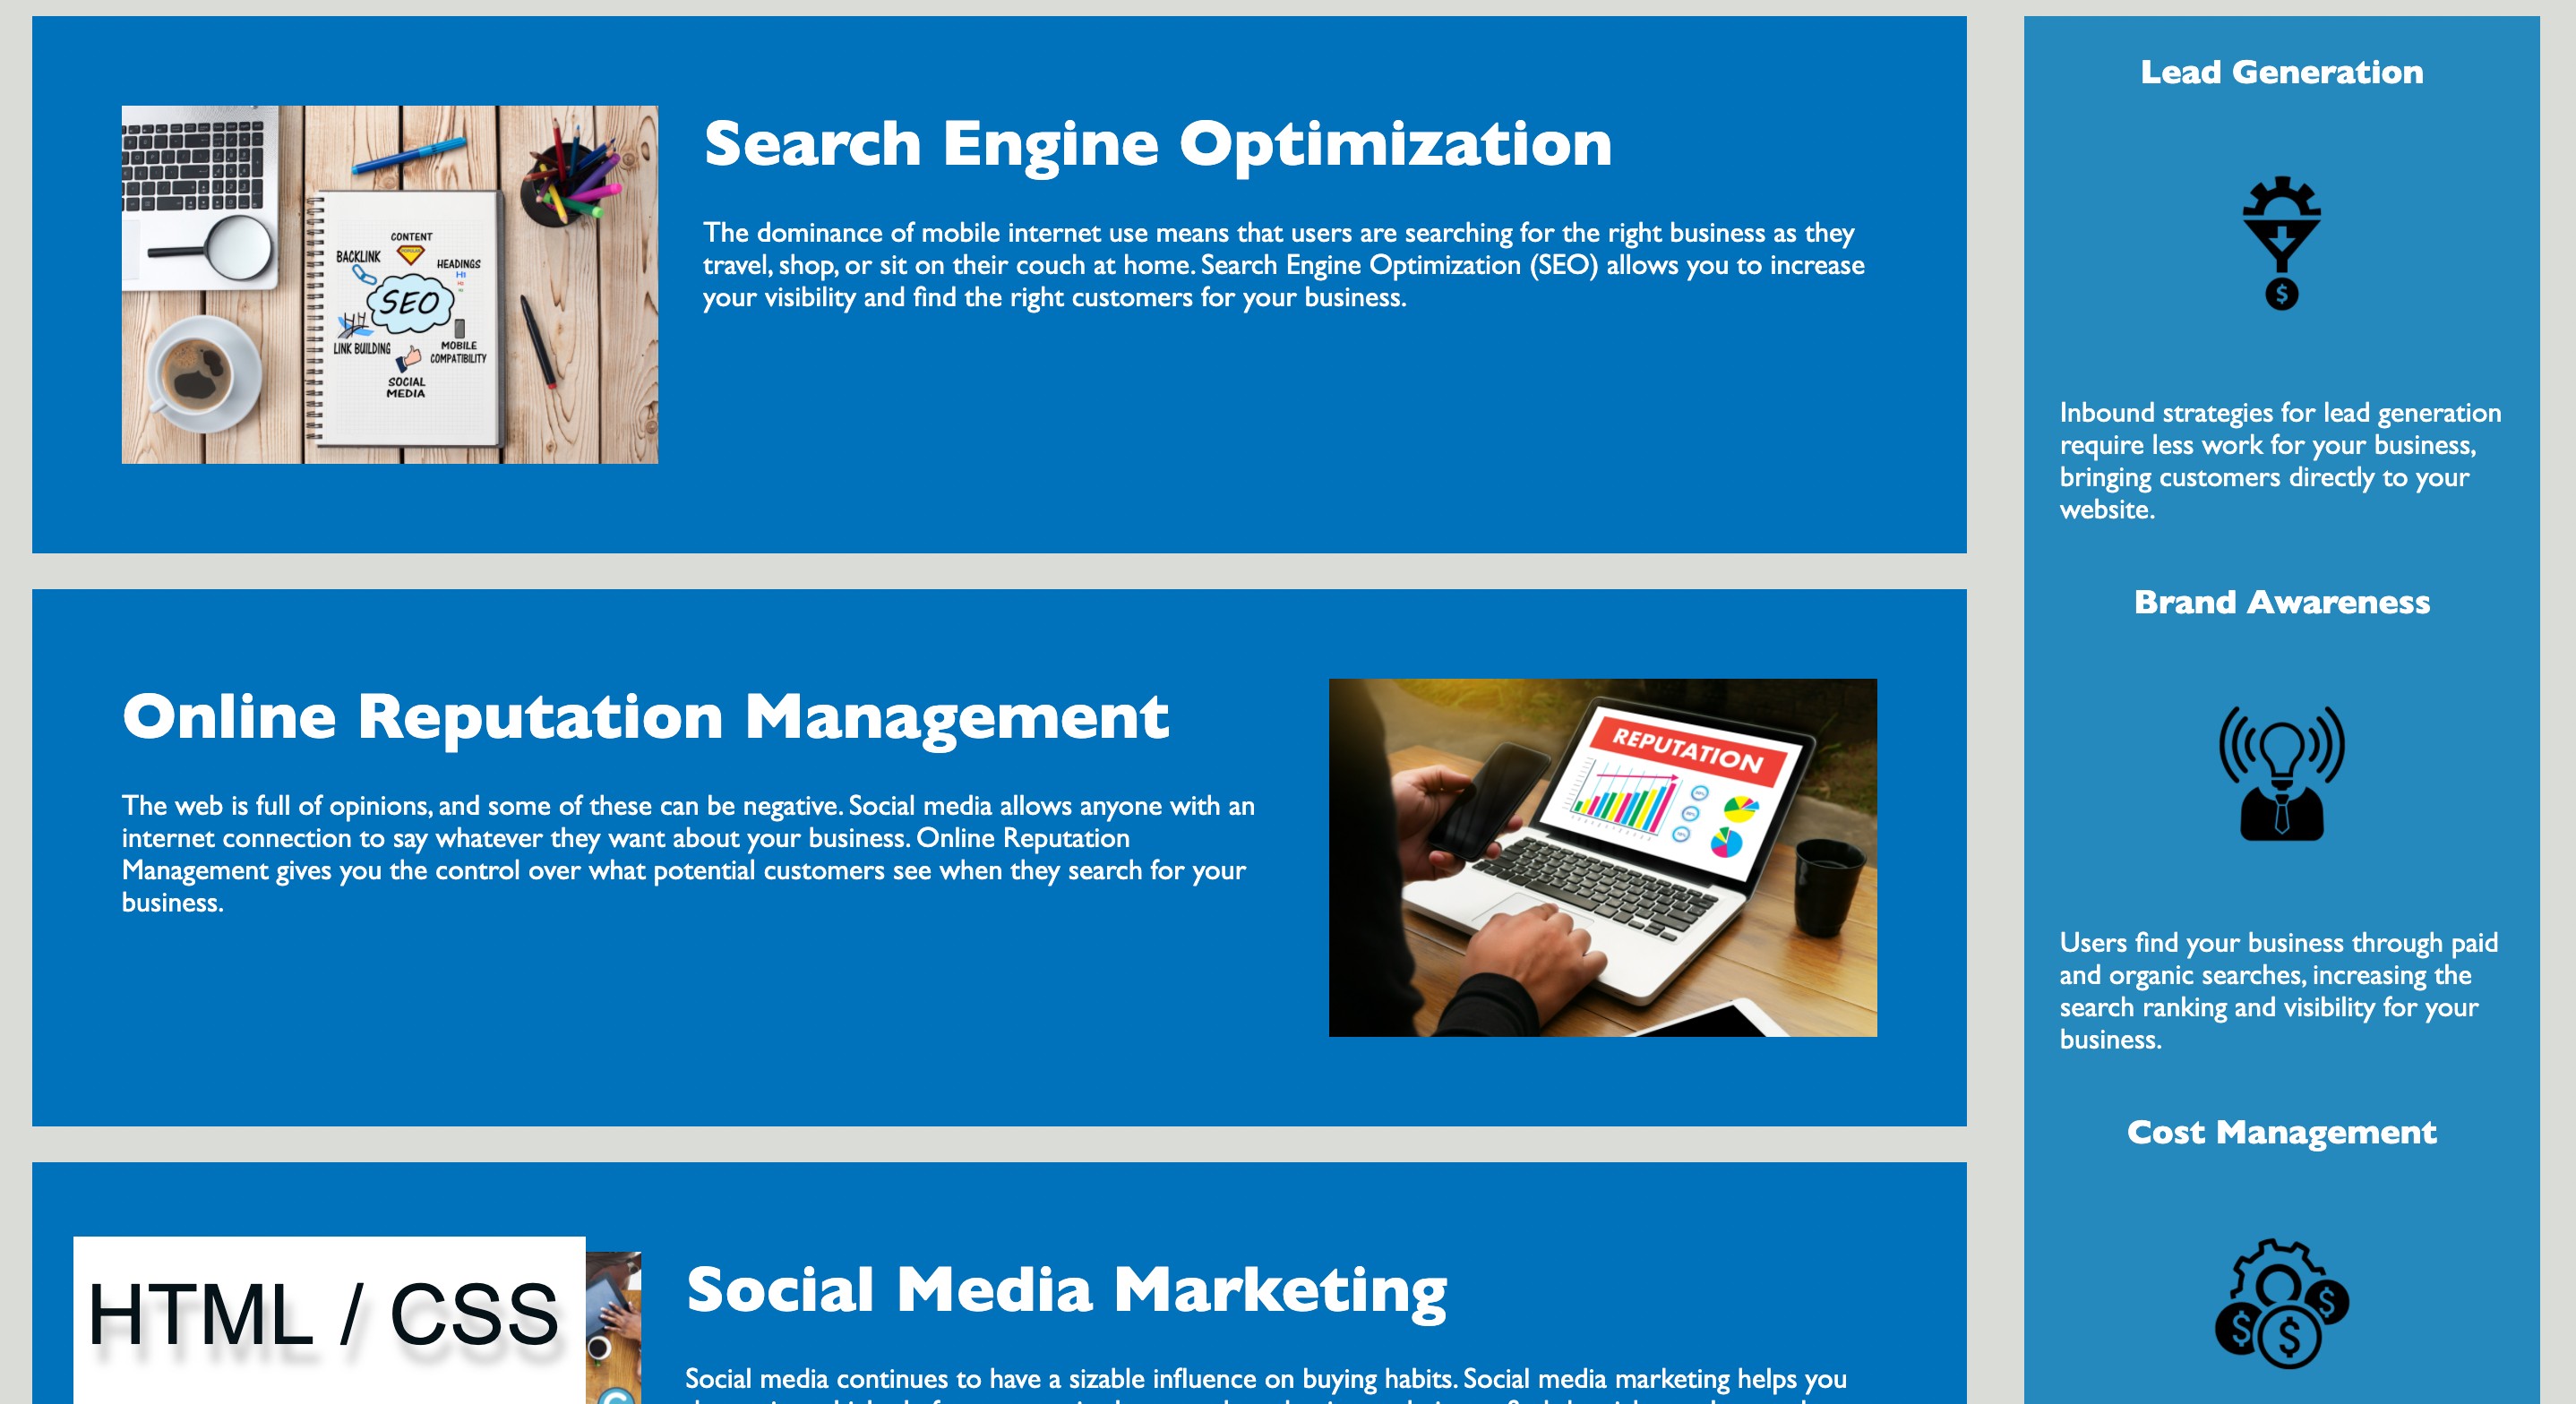 Search Engine Optimization
The dominance of mobile internet use means that users are searching for the right business as they
travel, shop, or sit on their couch at home. Search Engine Optimization (SEO) allows you to increase
your visibility and find the right customers for your business.
CONTENT
BACKLINK
HEADINGS
H1
SEO
LINK BUILDING
MOBILE
COMPATIBILITY
SOCIAL
MEDIA
Online Reputation Management
The web is full of opinions, and some of these can be negative. Social media allows anyone with an
internet connection to say whatever they want about your business. Online Reputation
Management gives you the control over what potential customers see when they search for your
business.
REPUTATION
HTML / CSS
Social Media Marketing
Social media continues to have a sizable influence on buying habits. Social media marketing helps you
Lead Generation
$
Inbound strategies for lead generation
require less work for your business,
bringing customers directly to your
website.
Brand Awareness
Users find your business through paid
and organic searches, increasing the
search ranking and visibility for your
business.
Cost Management
$ $ $